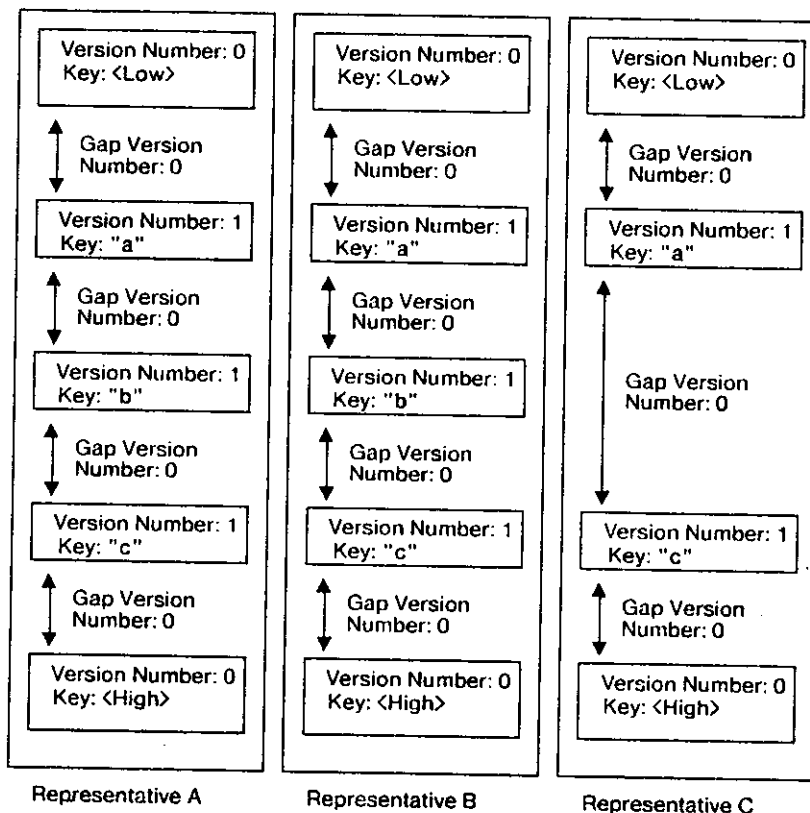 Version Number: 0
Key: <Low>
Gap Version
Number: 0
Version Number: 1
Key: "a"
Gap Version
Number: 0
Version Number: 1
Key: "b"
Gap Version
Number: 0
Version Number: 1
Key: "c"
Gap Version
Number: 0
Version Number: 0
Key: <High>
Representative A
Version Number: 0
Key: <Low>
Gap Version
Number: 0
Version Number: 1
Key: "a"
Gap Version
Number: 0
Version Number: 1
Key: "b"
Gap Version
Number: 0
Version Number: 1
Key: "c"
Gap Version
Number: 0
Version Number: 0
Key: <High>
Representative B
Version Number: 0
Key: <Low>
Gap Version
Number: 0
Version Number: 1
Key: "a"
Gap Version
Number: 0
Version Number: 1
Key: "c"
Gap Version
Number: 0
Version Number: 0
Key: <High>
Representative C